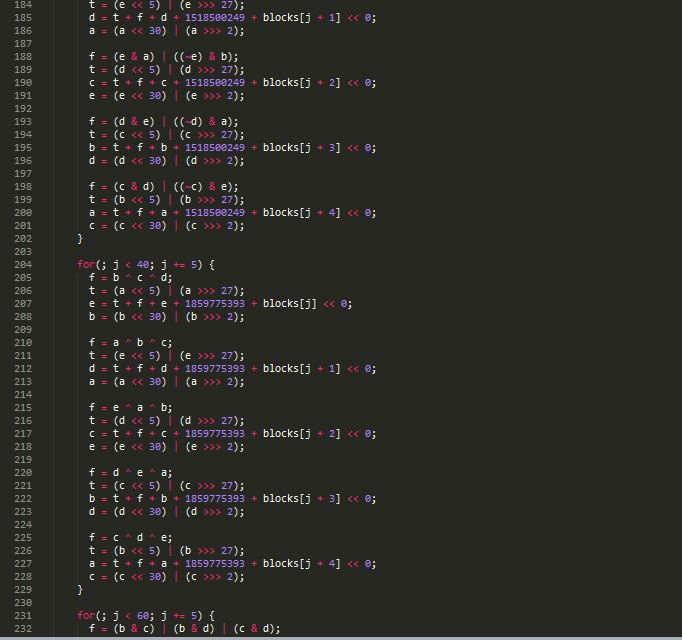 184 t = (e << 5) | (e >>> 27);
185 d = t + f + d + 1518500249 + blocks[j + 1] << 0;
186 a = (a << 30) | (a >>> 2);
187
188 f = (e & a) | ((~e) & b);
189 t = (d << 5) | (d >>> 27);
190 c = t + f + c + 1518500249 + blocks[j + 2] << 0;
191 e = (e << 30) | (e >>> 2);
192
193 f = (d & e) | ((~d) & a);
194 t = (c << 5) | (c >>> 27);
195 b = t + f + b + 1518500249 + blocks[j + 3] << 0;
196 d = (d << 30) | (d >>> 2);
197
198 f = (c & d) | ((~c) & e);
199 t = (b << 5) | (b >>> 27);
200 a = t + f + a + 1518500249 + blocks[j + 4] << 0;
201 c = (c << 30) | (c >>> 2);
202 }
203
204 for(; j < 40; j += 5) {
205 f = b ^ c ^ d;
206 t = (a << 5) | (a >>> 27);
207 e = t + f + e + 1859775393 + blocks[j] << 0;
208 b = (b << 30) | (b >>> 2);
209
210 f = a ^ b ^ c;
211 t = (e << 5) | (e >>> 27);
212 d = t + f + d + 1859775393 + blocks[j + 1] << 0;
213 a = (a << 30) | (a >>> 2);
214
215 f = e ^ a ^ b;
216 t = (d << 5) | (d >>> 27);
217 c = t + f + c + 1859775393 + blocks[j + 2] << 0;
218 e = (e << 30) | (e >>> 2);
219
220 f = d ^ e ^ a;
221 t = (c << 5) | (c >>> 27);
222 b = t + f + b + 1859775393 + blocks[j + 3] << 0;
223 d = (d << 30) | (d >>> 2);
224
225 f = c ^ d ^ e;
226 t = (b << 5) | (b >>> 27);
227 a = t + f + a + 1859775393 + blocks[j + 4] << 0;
228 c = (c << 30) | (c >>> 2);
229 }
230
231 for(; j < 60; j += 5) {
232 f = (b & c) | (b & d) | (c & d);